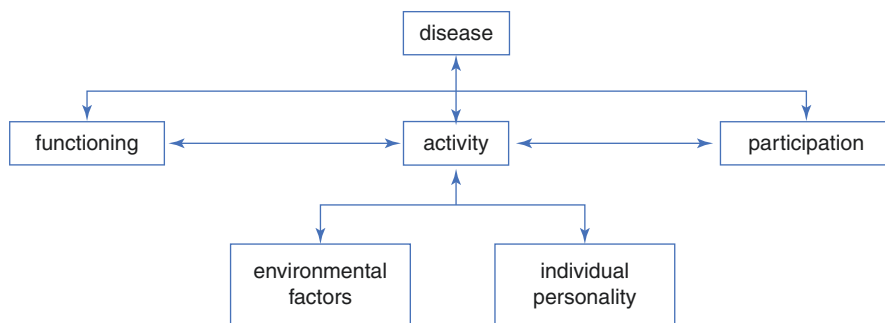 disease
functioning
activity
participation
environmental
factors
individual
personality